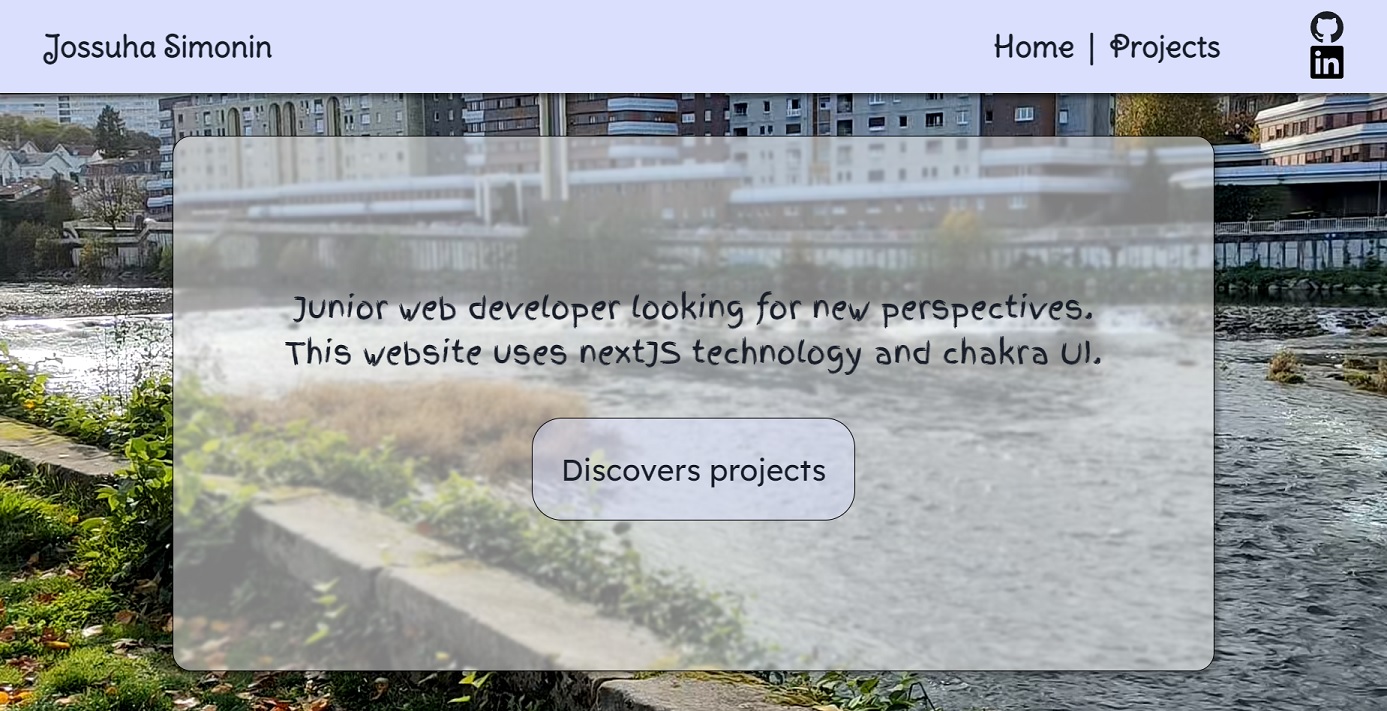 Jossuha Simonin
Home | Projects
in
Junior web developer looking for new perspectives.
This website uses nextJS technology and chakra UI.
Discovers projects